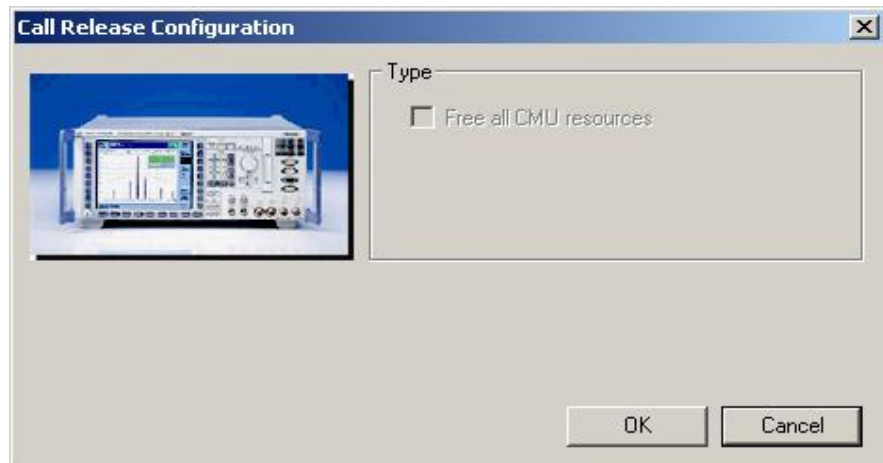 Call Release Configuration
Type
Free all CMU resources
OK
Cancel